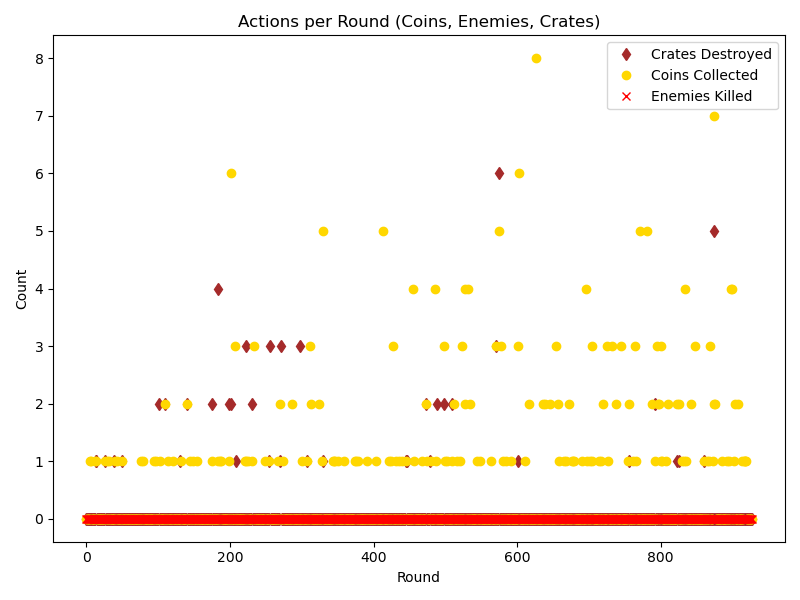 Actions per Round (Coins, Enemies, Crates)
Crates Destroyed
Coins Collected
Enemies Killed
8
7
6
5
4
3
2
1
0
Count
0 200 400 600 800
Round